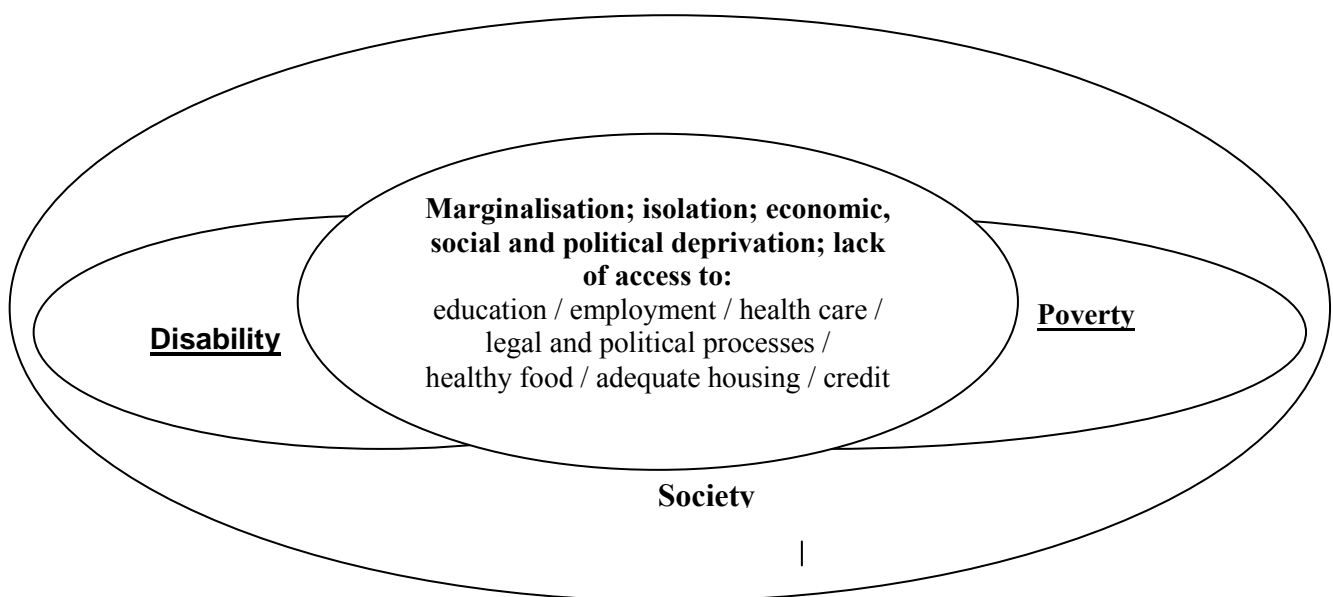 Marginalisation; isolation; economic,
social and political deprivation; lack
of access to:
education / employment / health care /
legal and political processes /
healthy food / adequate housing / credit
Disability
Poverty
Society